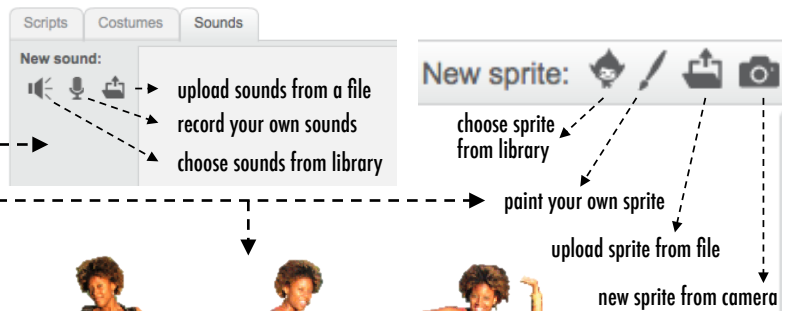 Scripts Costumes Sounds
New sound:
upload sounds from a file
record your own sounds
choose sounds from library
New sprite:
choose sprite
from library
paint your own sprite
upload sprite from file
new sprite from camera